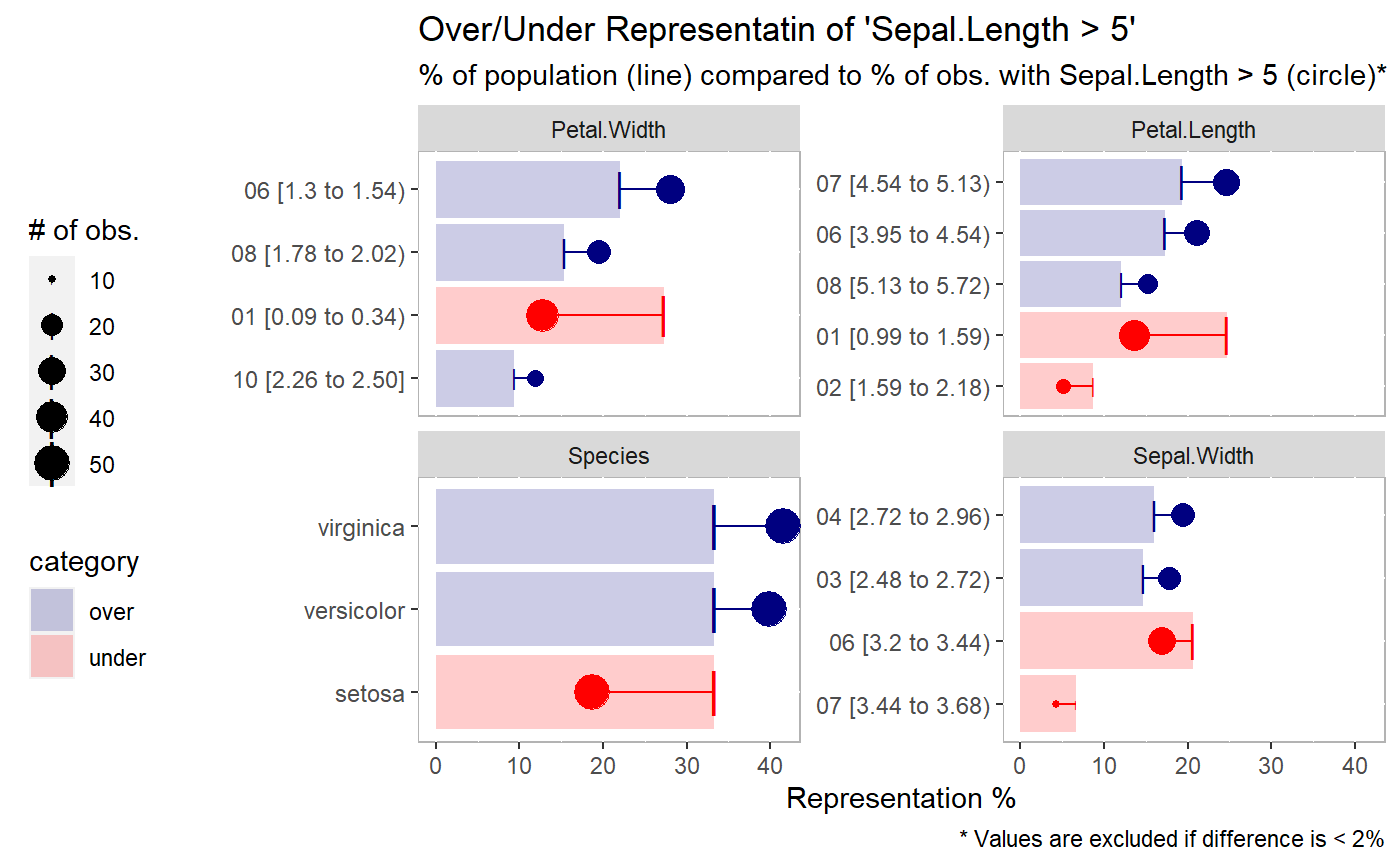 Over/Under Representatin of 'Sepal.Length > 5'
% of population (line) compared to % of obs. with Sepal.Length > 5 (circle)*
# of obs.
10
20
30
40
50
category
over
under
Petal.Width
06 [1.3 to 1.54)
08 [1.78 to 2.02)
01 [0.09 to 0.34)
10 [2.26 to 2.50]
Petal.Length
07 [4.54 to 5.13)
06 [3.95 to 4.54)
08 [5.13 to 5.72)
01 [0.99 to 1.59)
02 [1.59 to 2.18)
Species
virginica
versicolor
setosa
0 10 20 30 40
Sepal.Width
04 [2.72 to 2.96)
03 [2.48 to 2.72)
06 [3.2 to 3.44)
07 [3.44 to 3.68)
0 10 20 30 40
Representation %
* Values are excluded if difference is < 2%